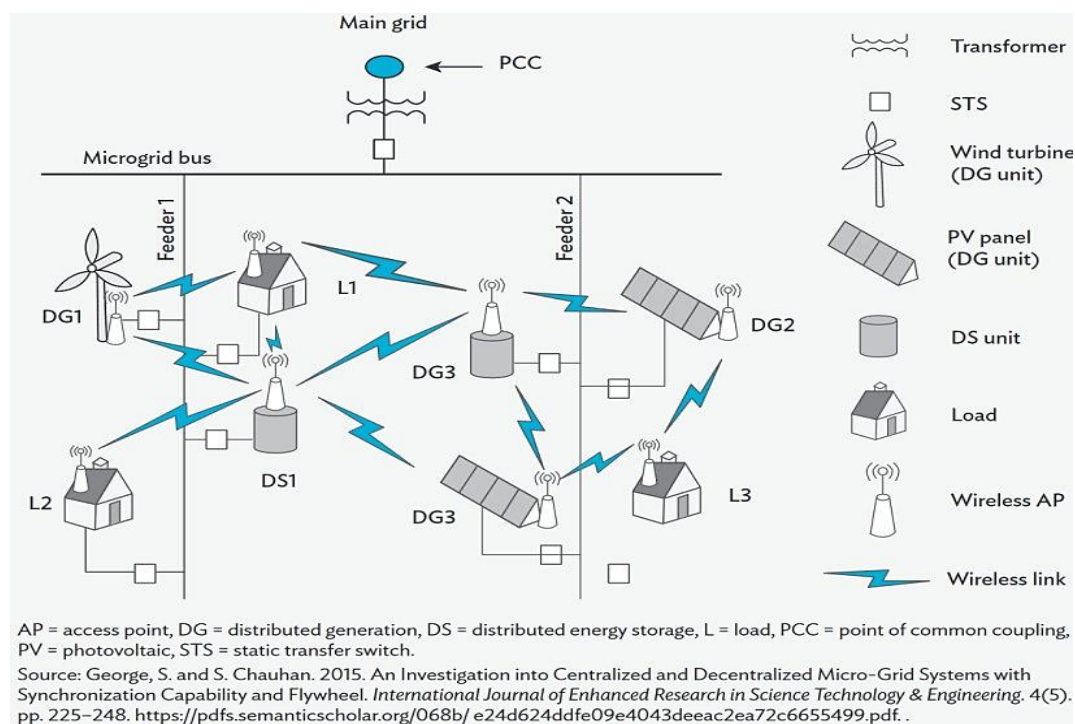 Main grid
PCC
Transformer
STS
Microgrid bus
Wind turbine
(DG unit)
Feeder 1
Feeder 2
PV panel
(DG unit)
L1
DG1
DG2
DG3
DS unit
Load
L2
DS1
DG3
L3
Wireless AP
Wireless link
AP = access point, DG = distributed generation, DS = distributed energy storage, L = load, PCC = point of common coupling,
PV = photovoltaic, STS = static transfer switch.
Source: George, S. and S. Chauhan. 2015. An Investigation into Centralized and Decentralized Micro-Grid Systems with
Synchronization Capability and Flywheel. International Journal of Enhanced Research in Science Technology & Engineering. 4(5).
pp. 225–248. https://pdfs.semanticscholar.org/068b/ e24d624ddfe09e4043deeac2ea72c6655499.pdf. .